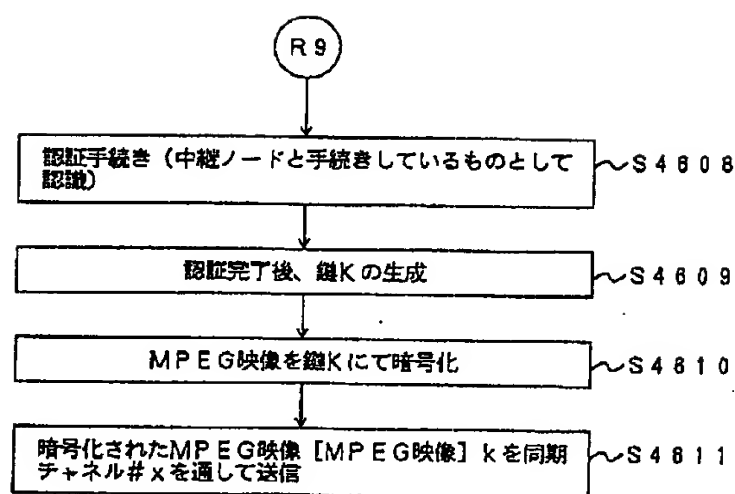 R9
認証手続き（中継ノードと手続きしているものとして
認識）
～S4608
認証完了後、鍵Kの生成
～S4609
MPEG映像を鍵Kにて暗号化
～S4610
暗号化されたMPEG映像［MPEG映像］kを同期
チャネル＃xを通して送信
～S4611